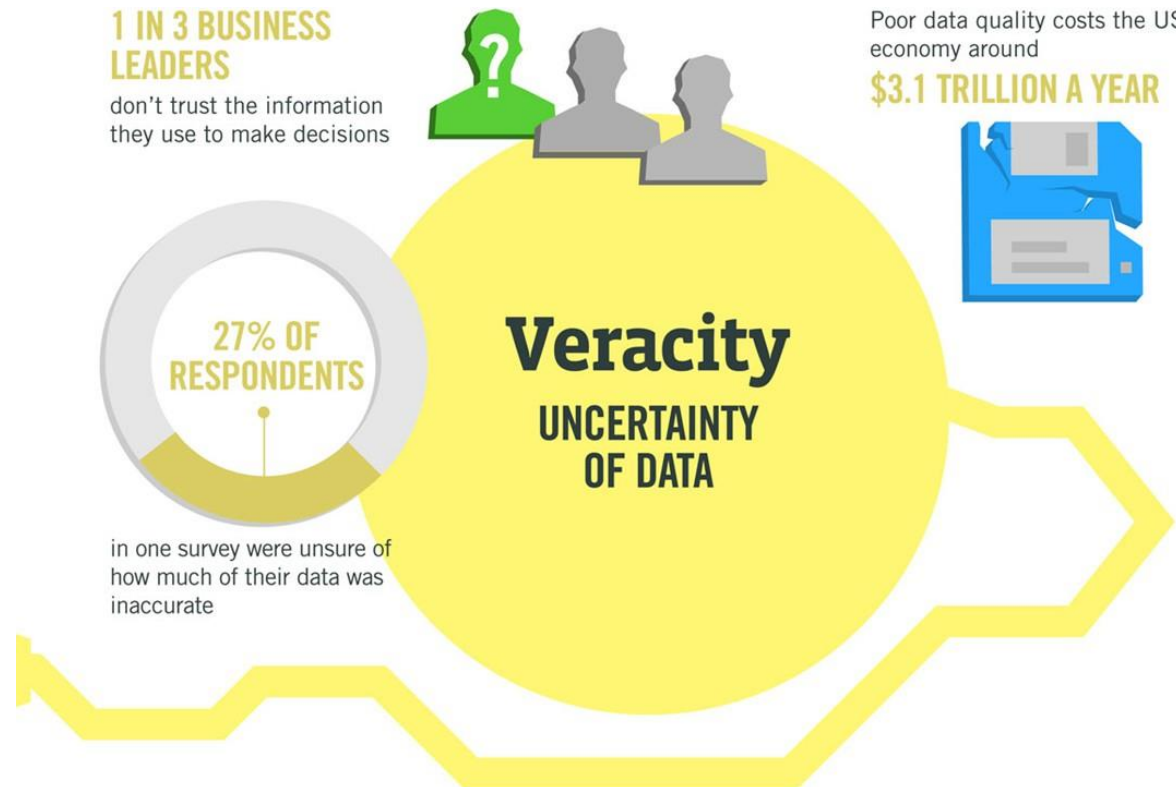 1 IN 3 BUSINESS
LEADERS
don't trust the information
they use to make decisions
?
Poor data quality costs the US
economy around
$3.1 TRILLION A YEAR
27% OF
RESPONDENTS
in one survey were unsure of
how much of their data was
inaccurate
Veracity
UNCERTAINTY
OF DATA